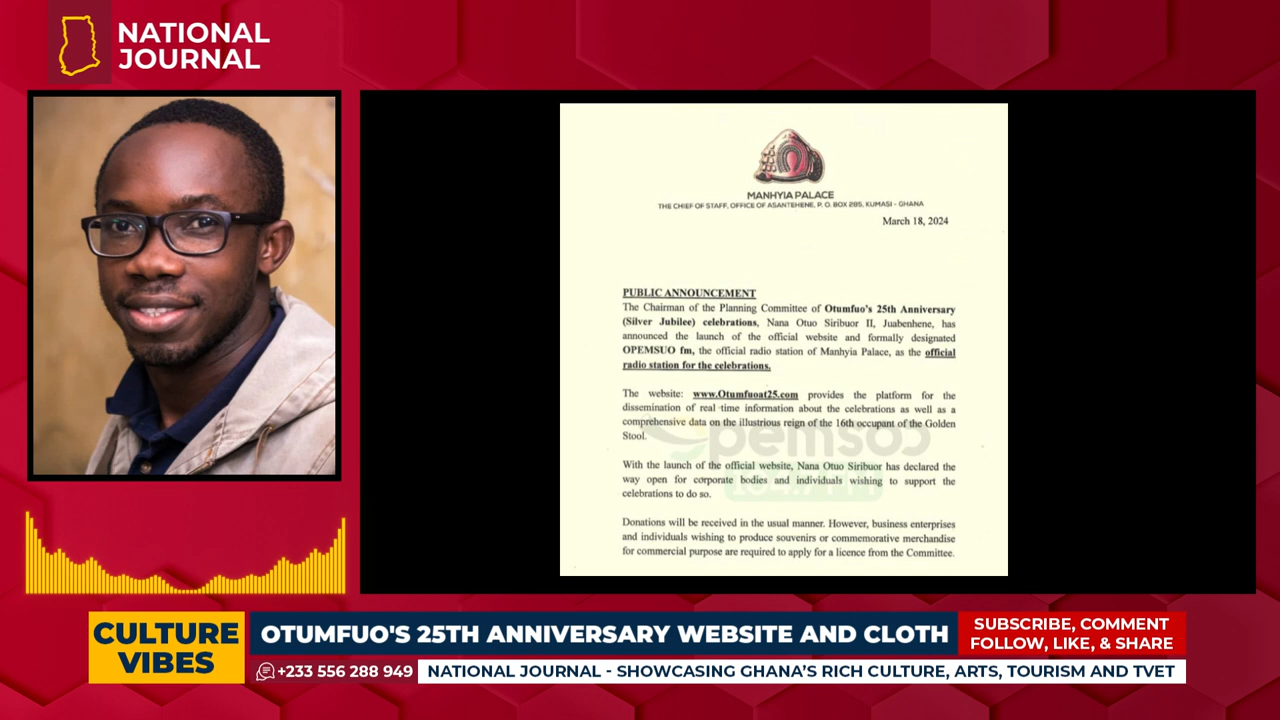 NATIONAL
JOURNAL
MANHYIA PALACE
THE CHIEF OF STAFF, OFFICE OF ASANTEHENE, P. O. BOX 285, KUMASI - GHANA
March 18, 2024
PUBLIC ANNOUNCEMENT
The Chairman of the Planning Committee of Otumfuo's 25th Anniversary
(Silver Jubilee) celebrations, Nana Otuo Siribuor II, Juabenhene, has
announced the launch of the official website and formally designated
OPEMSUO fm, the official radio station of Manhyia Palace, as the official
radio station for the celebrations.
The website: www.Otumfuoat25.com provides the platform for the
dissemination of real time information about the celebrations as well as a
comprehensive data on the illustrious reign of the 16th occupant of the Golden
Stool.
With the launch of the official website, Nana Otuo Siribuor has declared the
way open for corporate bodies and individuals wishing to support the
celebrations to do so.
Donations will be received in the usual manner. However, business enterprises
and individuals wishing to produce souvenirs or commemorative merchandise
for commercial purpose are required to apply for a licence from the Committee.
CULTURE
VIBES
OTUMFUO'S 25TH ANNIVERSARY WEBSITE AND CLOTH
SUBSCRIBE, COMMENT
FOLLOW, LIKE, & SHARE
+233 556 288 949
NATIONAL JOURNAL - SHOWCASING GHANA'S RICH CULTURE, ARTS, TOURISM AND TVET